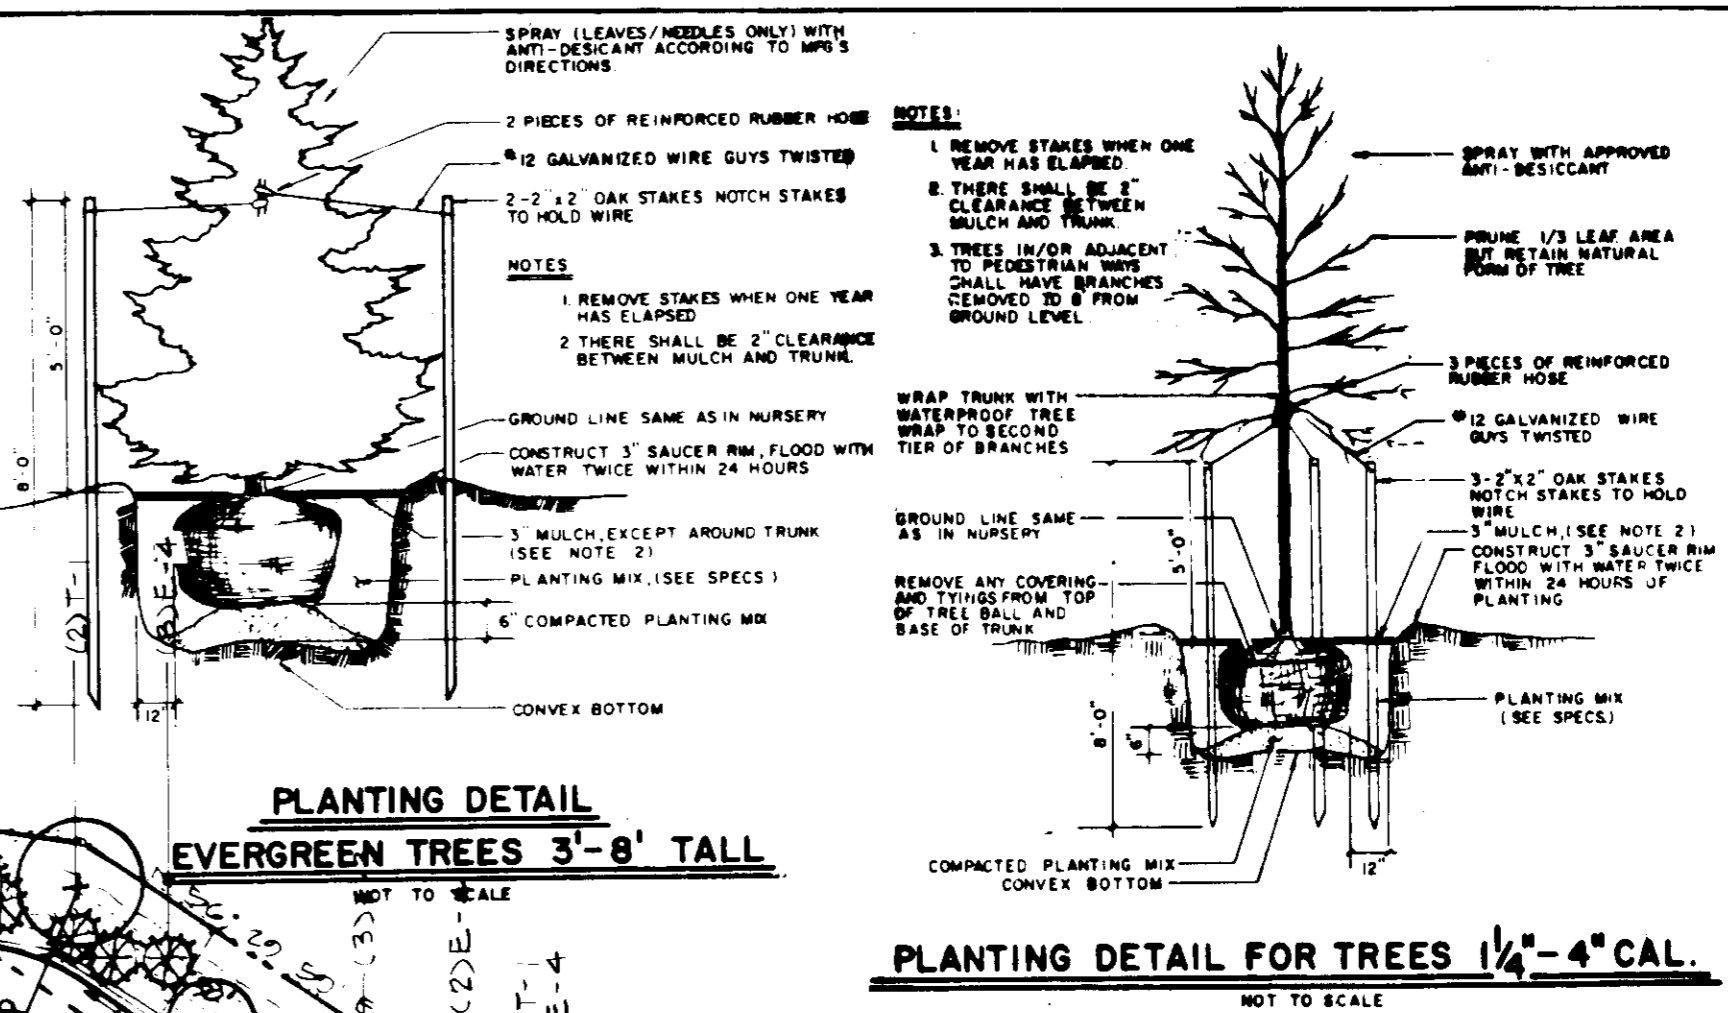 SPRAY (LEAVES/NEEDLES ONLY) WITH
ANTI-DESICANT ACCORDING TO MFG'S
DIRECTIONS.
2 PIECES OF REINFORCED RUBBER HOSE
#12 GALVANIZED WIRE GUYS TWISTED
2-2"x2" OAK STAKES NOTCH STAKES
TO HOLD WIRE
NOTES
1. REMOVE STAKES WHEN ONE YEAR
HAS ELAPSED
2 THERE SHALL BE 2" CLEARANCE
BETWEEN MULCH AND TRUNK.
GROUND LINE SAME AS IN NURSERY
CONSTRUCT 3" SAUCER RIM, FLOOD WITH
WATER TWICE WITHIN 24 HOURS
3" MULCH, EXCEPT AROUND TRUNK
(SEE NOTE 2)
PLANTING MIX, (SEE SPECS)
6" COMPACTED PLANTING MIX
CONVEX BOTTOM
5'-0"
8'-0"
12"
(2) T-
(3) E-4
PLANTING DETAIL
EVERGREEN TREES 3'-8' TALL
NOT TO SCALE
56.
29.
(3)
(2)E-
T-
E-4
NOTES:
1. REMOVE STAKES WHEN ONE
YEAR HAS ELAPSED.
2. THERE SHALL BE 2"
CLEARANCE BETWEEN
MULCH AND TRUNK.
3. TREES IN/OR ADJACENT
TO PEDESTRIAN WAYS
SHALL HAVE BRANCHES
REMOVED TO 8' FROM
GROUND LEVEL.
WRAP TRUNK WITH
WATERPROOF TREE
WRAP TO SECOND
TIER OF BRANCHES
GROUND LINE SAME
AS IN NURSERY
REMOVE ANY COVERING
AND TYINGS FROM TOP
OF TREE BALL AND
BASE OF TRUNK
SPRAY WITH APPROVED
ANTI-DESICCANT
PRUNE 1/3 LEAF AREA
BUT RETAIN NATURAL
FORM OF TREE
3 PIECES OF REINFORCED
RUBBER HOSE
#12 GALVANIZED WIRE
GUYS TWISTED
3-2"X2" OAK STAKES
NOTCH STAKES TO HOLD
WIRE
3" MULCH, (SEE NOTE 2)
CONSTRUCT 3" SAUCER RIM
FLOOD WITH WATER TWICE
WITHIN 24 HOURS OF
PLANTING
PLANTING MIX
(SEE SPECS.)
5'-0"
8'-0"
6"
12"
COMPACTED PLANTING MIX
CONVEX BOTTOM
PLANTING DETAIL FOR TREES 1¼"-4" CAL.
NOT TO SCALE